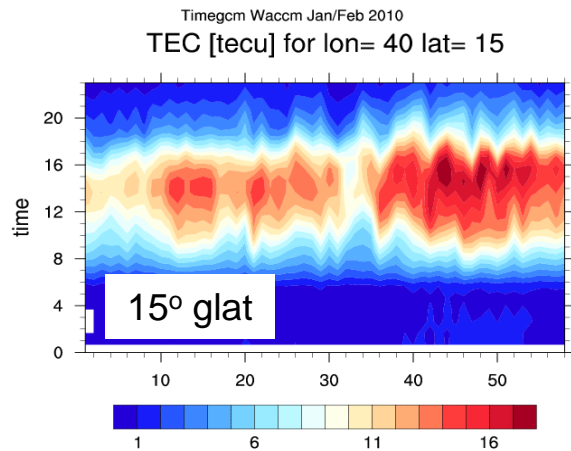 Timegcm Waccm Jan/Feb 2010
TEC [tecu] for lon= 40 lat= 15
20
16
12
8
4
0
time
15º glat
10 20 30 40 50
1 6 11 16